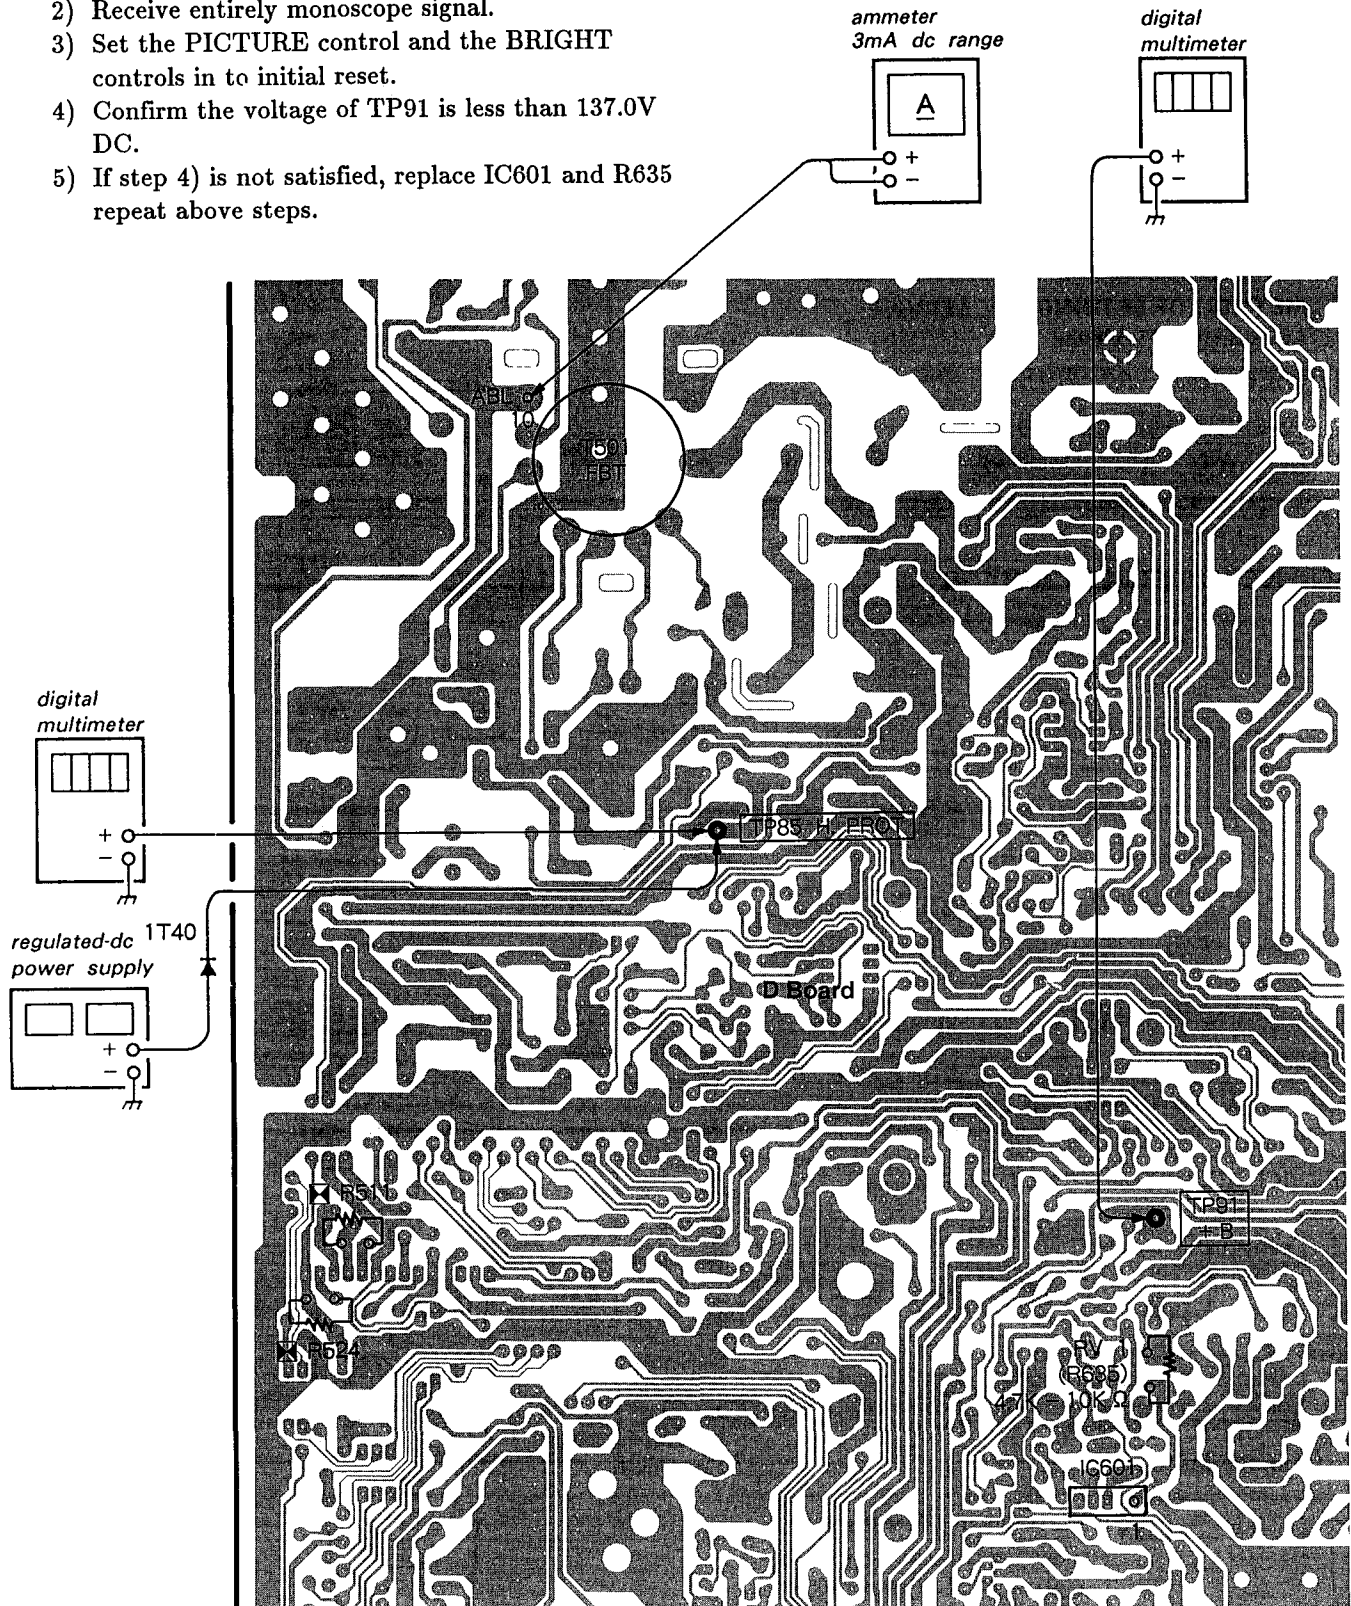 2) Receive entirely monoscope signal.
3) Set the PICTURE control and the BRIGHT
controls in to initial reset.
4) Confirm the voltage of TP91 is less than 137.0V
DC.
5) If step 4) is not satisfied, replace IC601 and R635
repeat above steps.
ammeter
3mA dc range
A
+
−
digital
multimeter
+
−
10
T501
FBT
digital
multimeter
+
−
TP85 H. PROT
1T40
regulated-dc
power supply
+
−
D Board
R511
TP91
+B
R524
(R635)
10KΩ
IC601
1